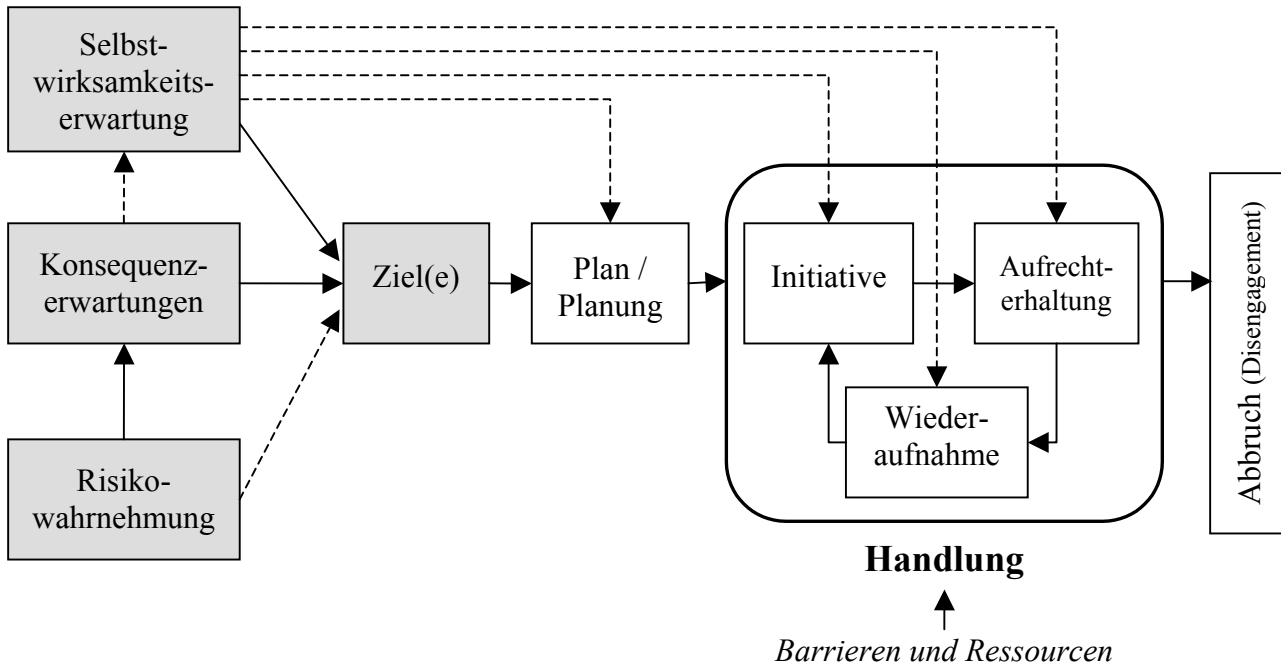 Selbst-
wirksamkeits-
erwartung
Konsequenz-
erwartungen
Risiko-
wahrnehmung
Ziel(e)
Plan /
Planung
Initiative
Aufrecht-
erhaltung
Wieder-
aufnahme
Handlung
Barrieren und Ressourcen
Abbruch (Disengagement)